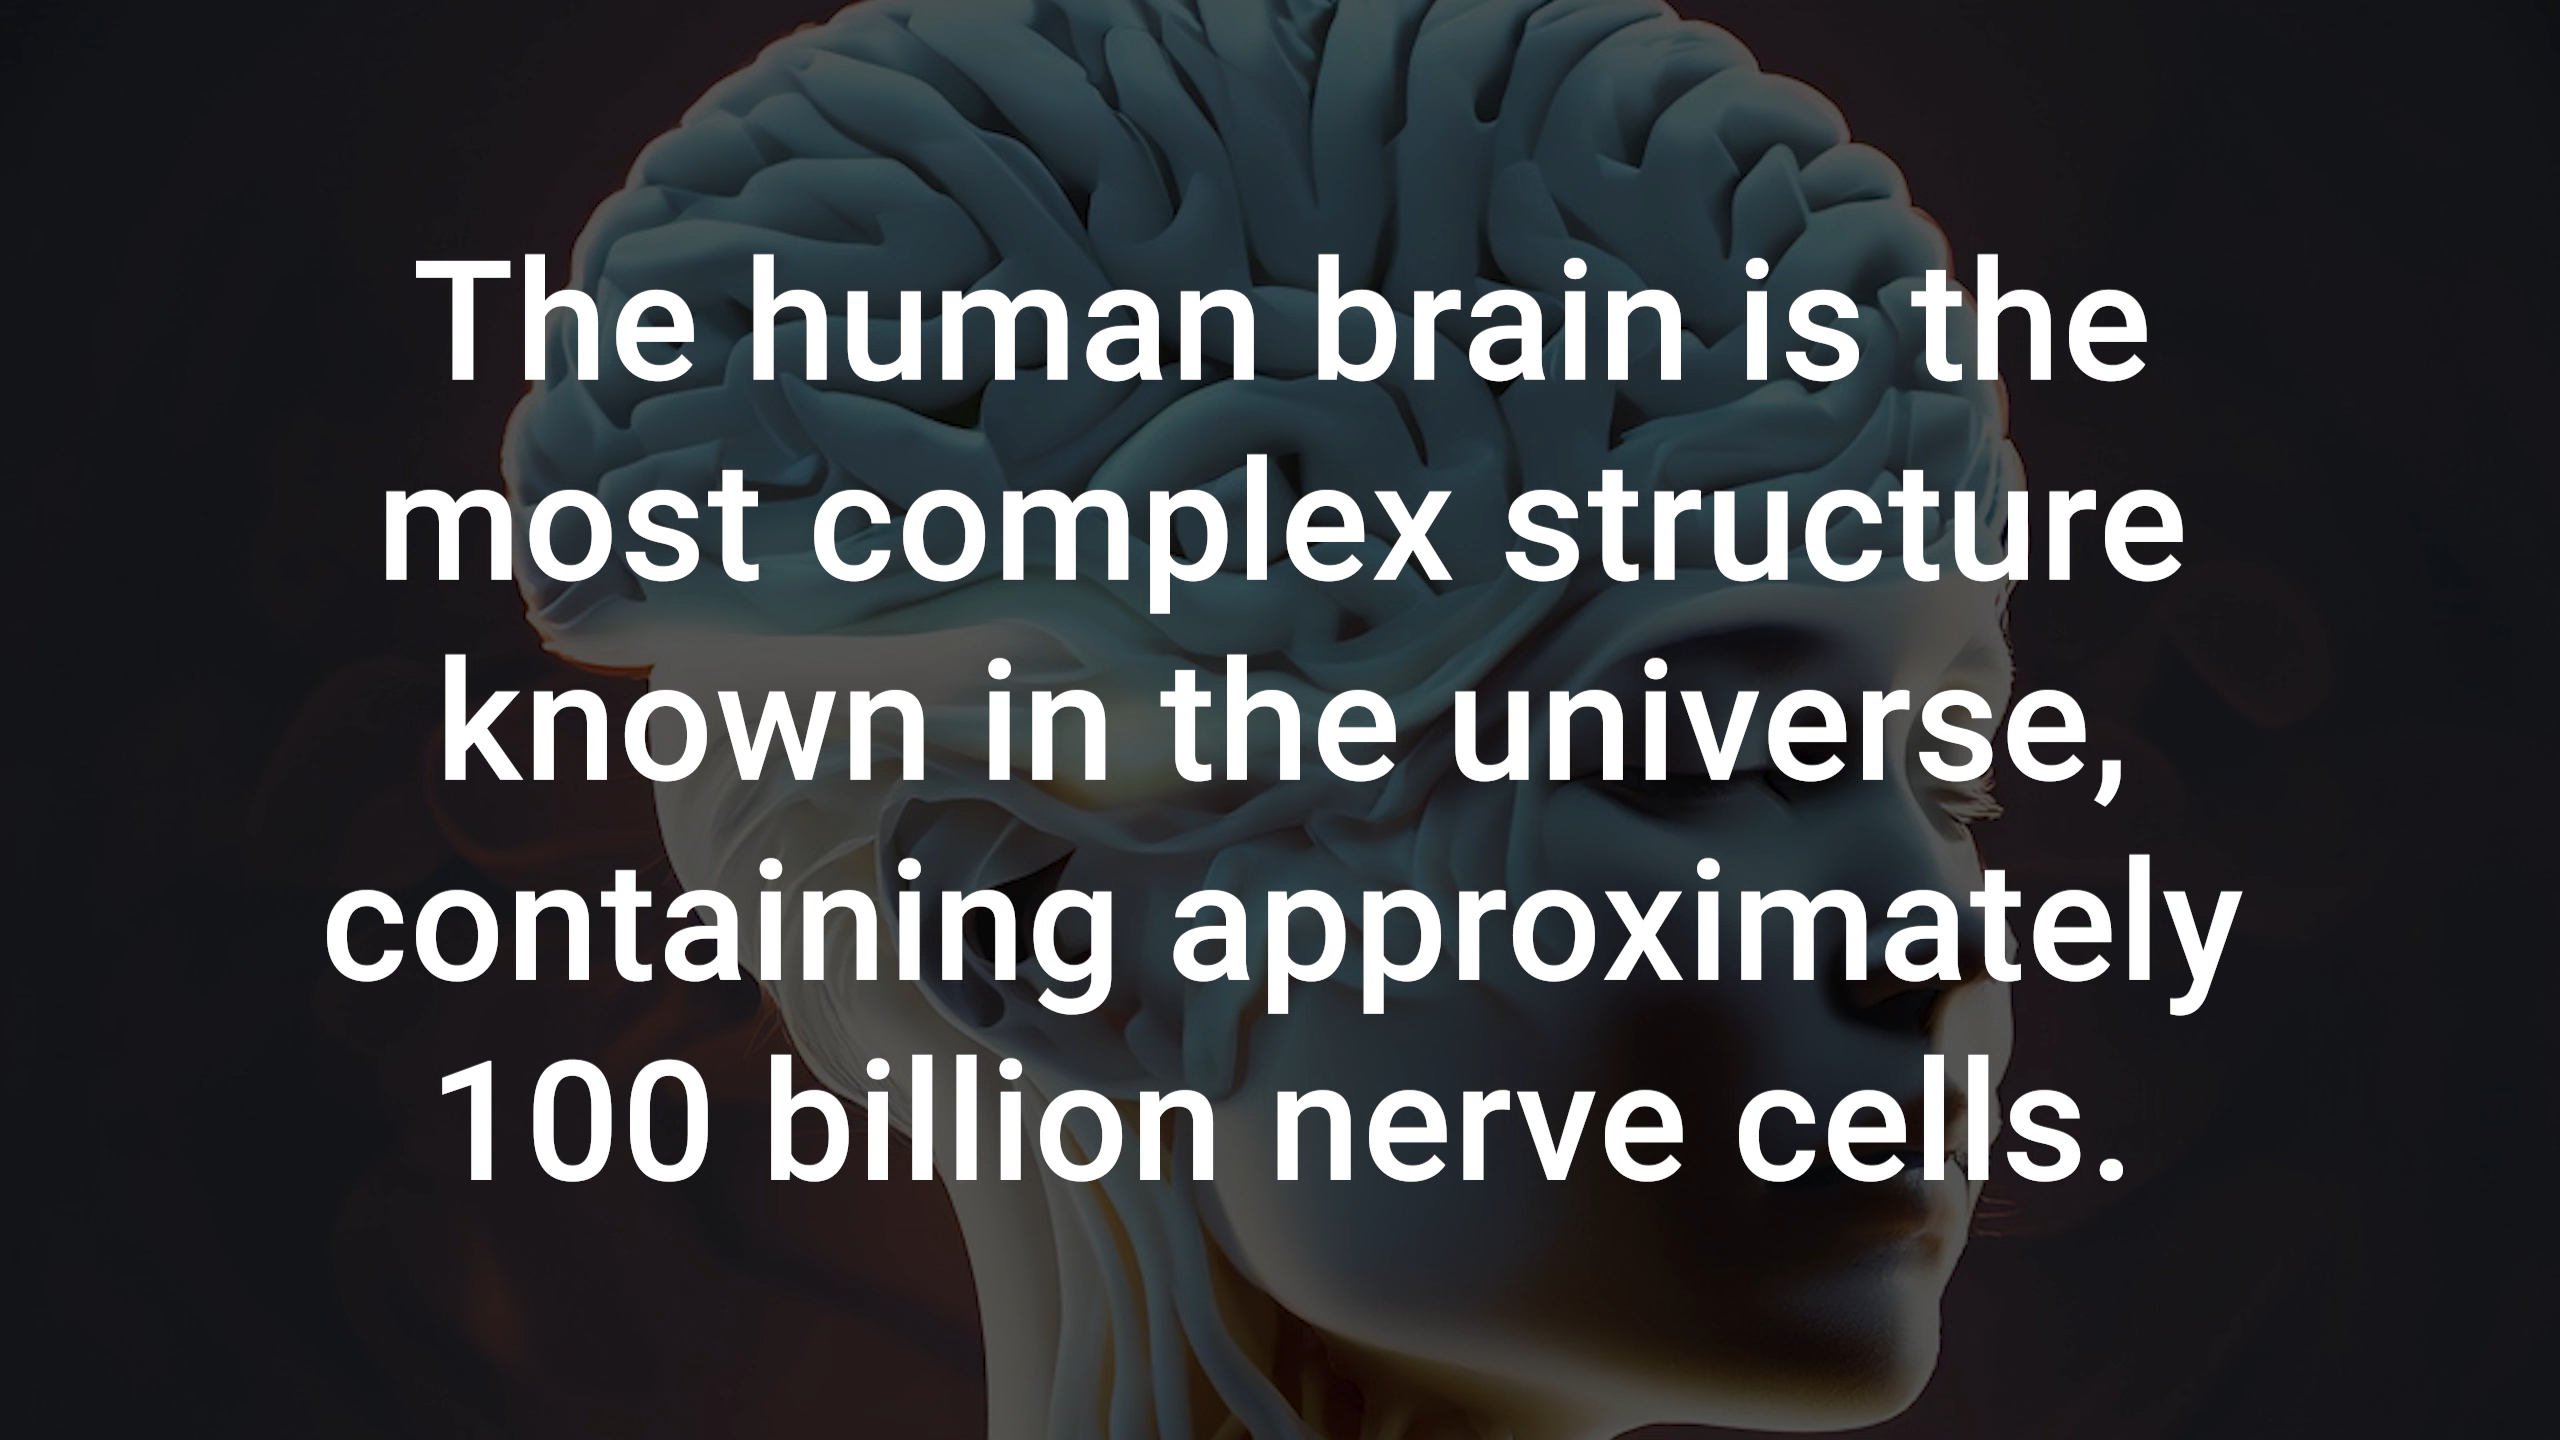 The human brain is the
most complex structure
known in the universe,
containing approximately
100 billion nerve cells.